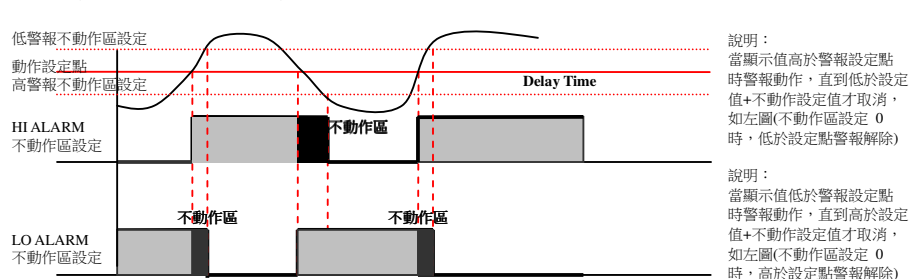 低警報不動作區設定
動作設定點
高警報不動作區設定
Delay Time
HI ALARM
不動作區設定
不動作區
不動作區
不動作區
LO ALARM
不動作區設定
說明：
當顯示值高於警報設定點
時警報動作，直到低於設定
值+不動作設定值才取消，
如左圖(不動作區設定 0
時，低於設定點警報解除)
說明：
當顯示值低於警報設定點
時警報動作，直到高於設定
值+不動作設定值才取消，
如左圖(不動作區設定 0
時，高於設定點警報解除)